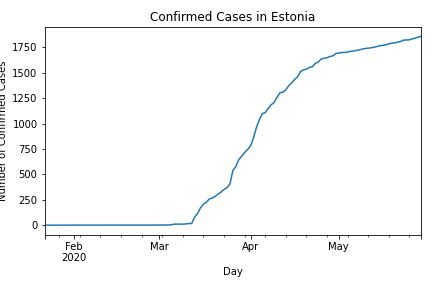 Confirmed Cases in Estonia
Number of Confirmed Cases
1750
1500
1250
1000
750
500
250
0
Feb
2020
Mar
Apr
May
Day